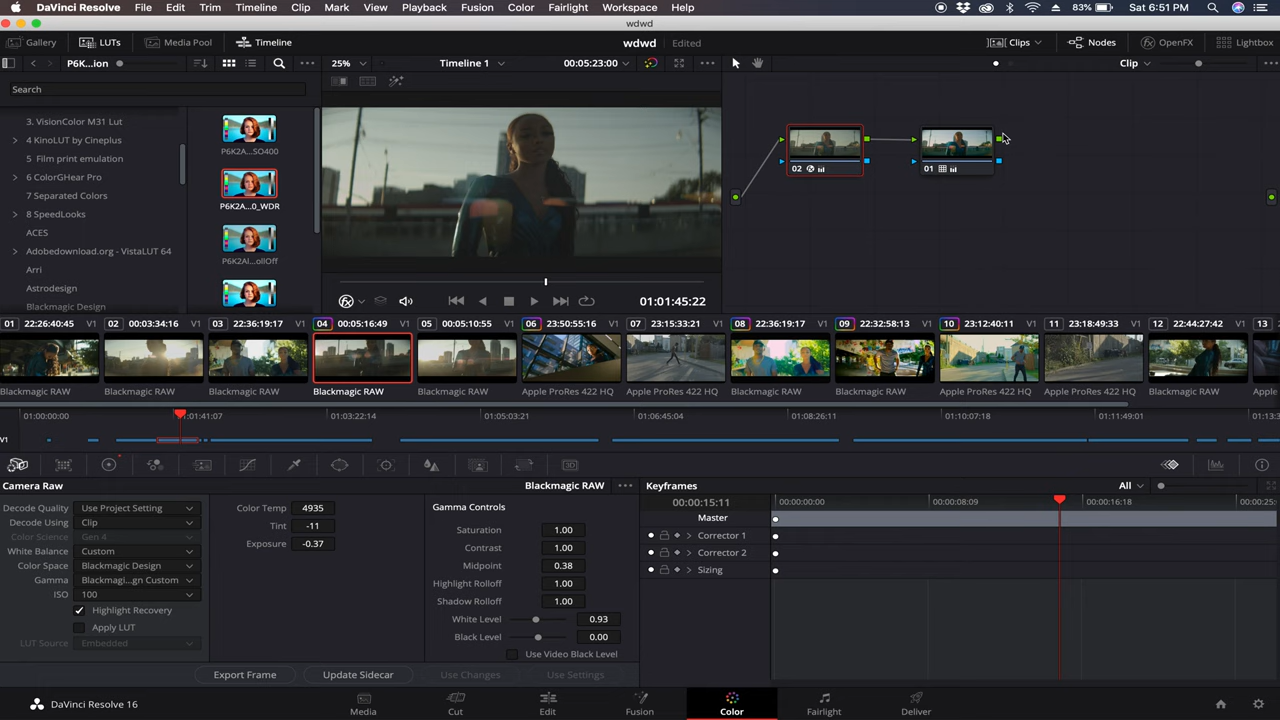 DaVinci Resolve File Edit Trim Timeline Clip Mark View Playback Fusion Color Fairlight Workspace Help 83% Sat 6:51 PM
wdwd
Gallery LUTs Media Pool Timeline wdwd Edited Clips Nodes OpenFX Lightbox
P6K...ion 25% Timeline 1 00:05:23:00 Clip
Search
3. VisionColor M31 Lut
4 KinoLUT by Cineplus
5 Film print emulation
6 ColorGHear Pro
7 Separated Colors
8 SpeedLooks
ACES
Adobedownload.org - VistaLUT 64
Arri
Astrodesign
Blackmagic Design
P6K2A...SO400
P6K2A...0_WDR
P6K2Al...ollOff
02
01
01:01:45:22
01 22:26:40:45 V1 02 00:03:34:16 V1 03 22:36:19:17 V1 04 00:05:16:49 V1 05 00:05:10:55 V1 06 23:50:55:16 V1 07 23:15:33:21 V1 08 22:36:19:17 V1 09 22:32:58:13 V1 10 23:12:40:11 V1 11 23:18:49:33 V1 12 22:44:27:42 V1 13
Blackmagic RAW Blackmagic RAW Blackmagic RAW Blackmagic RAW Blackmagic RAW Apple ProRes 422 HQ Apple ProRes 422 HQ Blackmagic RAW Blackmagic RAW Apple ProRes 422 HQ Apple ProRes 422 HQ Blackmagic RAW
01:00:00:00 01:01:41:07 01:03:22:14 01:05:03:21 01:06:45:04 01:08:26:11 01:10:07:18 01:11:49:01 01:13:3
V1
Camera Raw Blackmagic RAW
Decode Quality Use Project Setting
Decode Using Clip
Color Science Gen 4
White Balance Custom
Color Space Blackmagic Design
Gamma Blackmagi...gn Custom
ISO 100
Highlight Recovery
Apply LUT
LUT Source Embedded
Color Temp 4935
Tint -11
Exposure -0.37
Gamma Controls
Saturation 1.00
Contrast 1.00
Midpoint 0.38
Highlight Rolloff 1.00
Shadow Rolloff 1.00
White Level 0.93
Black Level 0.00
Use Video Black Level
Export Frame Update Sidecar Use Changes Use Settings
Keyframes All
00:00:15:11 00:00:00:00 00:00:08:09 00:00:16:18 00:00:25:
Master
Corrector 1
Corrector 2
Sizing
DaVinci Resolve 16 Media Cut Edit Fusion Color Fairlight Deliver